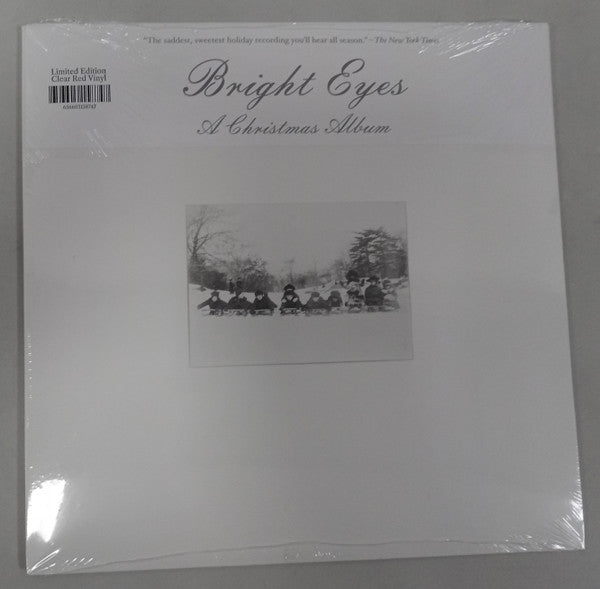 "The saddest, sweetest holiday recording you'll hear all season."–The New York Times
Limited Edition
Clear Red Vinyl
Bright Eyes
A Christmas Album